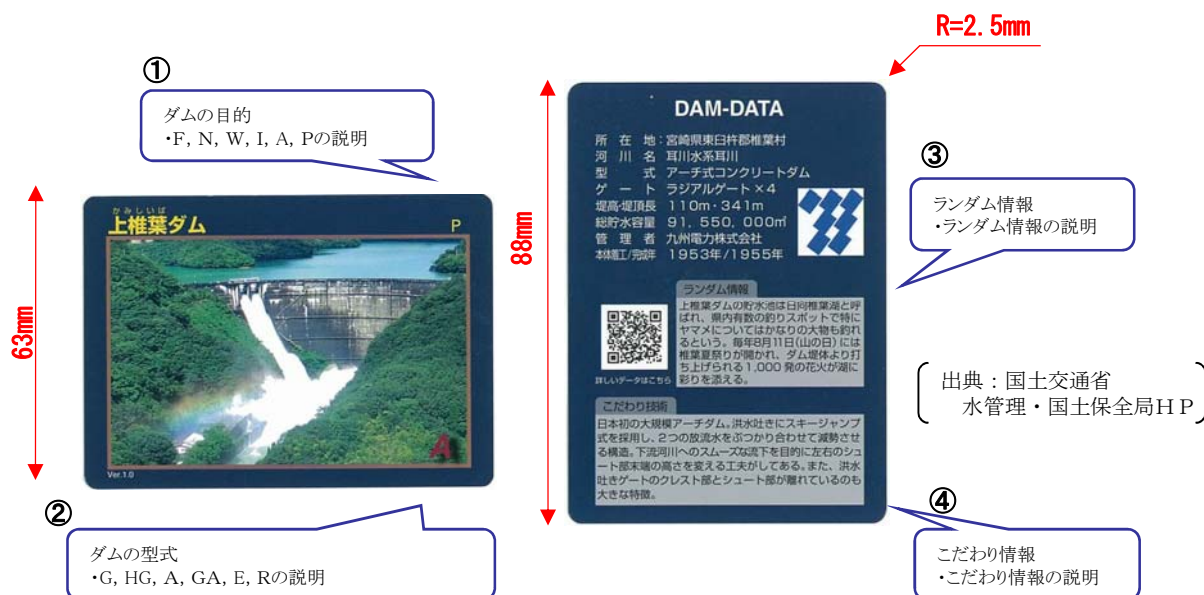 R=2.5mm
①
ダムの目的
・F, N, W, I, A, Pの説明
63mm
かみしいば
上椎葉ダム
P
A
Ver.1.0
②
ダムの型式
・G, HG, A, GA, E, Rの説明
88mm
DAM-DATA
所在地:宮崎県東臼杵郡椎葉村
河川名 耳川水系耳川
型式 アーチ式コンクリートダム
ゲート ラジアルゲート×4
堤高・堤頂長 110m・341m
総貯水容量 91,550,000㎥
管理者 九州電力株式会社
本体着工/完成年 1953年/1955年
ランダム情報
上椎葉ダムの貯水池は日向椎葉湖と呼
ばれ、県内有数の釣りスポットで特に
ヤマメについてはかなりの大物も釣れ
るという。毎年8月11日(山の日)には
椎葉夏祭りが開かれ、ダム堤体より打
ち上げられる1,000発の花火が湖に
彩りを添える。
詳しいデータはこちら
こだわり技術
日本初の大規模アーチダム。洪水吐きにスキージャンプ
式を採用し、2つの放流水をぶつかり合わせて減勢させ
る構造。下流河川へのスムーズな流下を目的に左右のシュ
ート部末端の高さを変える工夫がしてある。また、洪水
吐きゲートのクレスト部とシュート部が離れているのも
大きな特徴。
③
ランダム情報
・ランダム情報の説明
出典:国土交通省
水管理・国土保全局HP
④
こだわり情報
・こだわり情報の説明